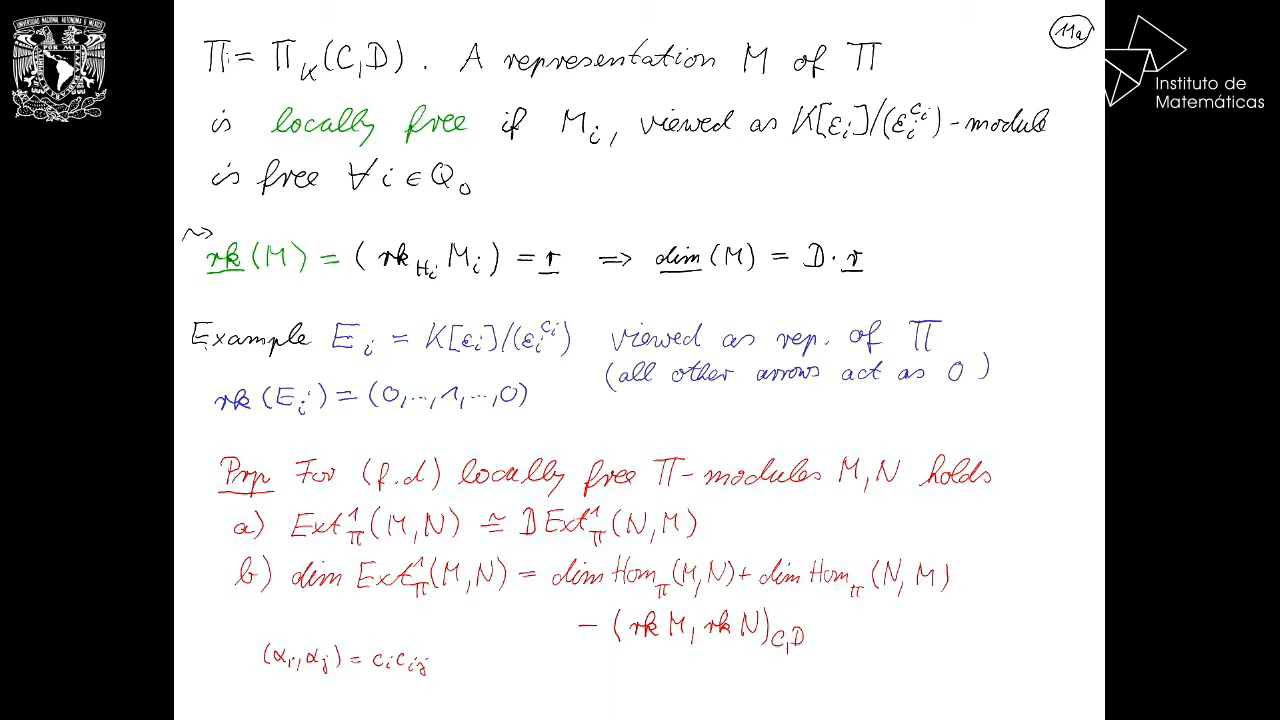 11a
Π = Π_K(C,D). A representation M of Π
is locally free if M_i, viewed as K[ε_i]/(ε_i^{c_i})-module
is free ∀ i ∈ Q_0
⇝ rk(M) = (rk_{H_i} M_i) = r ⇒ dim(M) = D·r
Example E_i = K[ε_i]/(ε_i^{c_i}) viewed as rep. of Π
(all other arrows act as 0)
rk(E_i) = (0,..,1,..,0)
Prp For (f.d) locally free Π-modules M,N holds
a) Ext^1_Π(M,N) ≅ D Ext^1_Π(N,M)
b) dim Ext^1_Π(M,N) = dim Hom_Π(M,N) + dim Hom_Π(N,M)
- (rk M, rk N)_{C,D}
(α_i, α_j) = c_i c_{ij}
Instituto de
Matemáticas